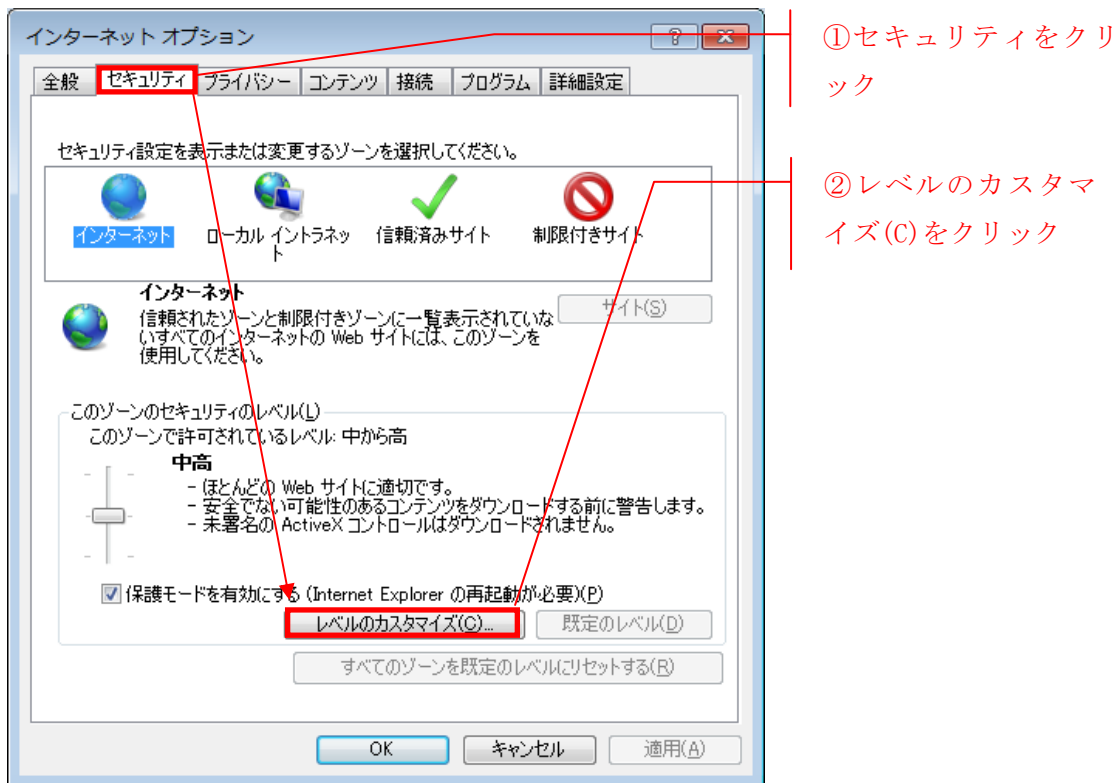 インターネット オプション
全般 セキュリティ プライバシー コンテンツ 接続 プログラム 詳細設定
セキュリティ設定を表示または変更するゾーンを選択してください。
インターネット
ローカル イントラネッ
ト
信頼済みサイト
制限付きサイト
インターネット
サイト(S)
信頼されたゾーンと制限付きゾーンに一覧表示されていな
いすべてのインターネットの Web サイトには、このゾーンを
使用してください。
このゾーンのセキュリティのレベル(L)
このゾーンで許可されているレベル: 中から高
中高
- ほとんどの Web サイトに適切です。
- 安全でない可能性のあるコンテンツをダウンロードする前に警告します。
- 未署名の ActiveX コントロールはダウンロードされません。
保護モードを有効にする (Internet Explorer の再起動が必要)(P)
レベルのカスタマイズ(C)... 既定のレベル(D)
すべてのゾーンを既定のレベルにリセットする(R)
OK キャンセル 適用(A)
①セキュリティをクリ
ック
②レベルのカスタマ
イズ(C)をクリック